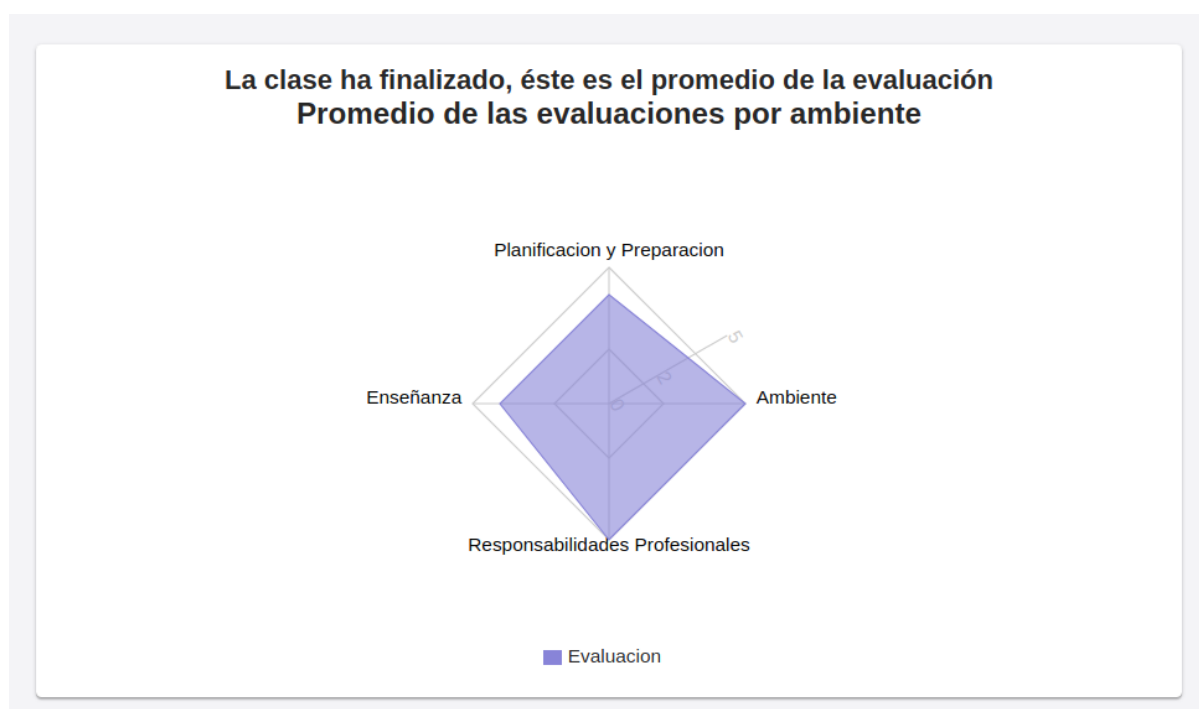 La clase ha finalizado, éste es el promedio de la evaluación
Promedio de las evaluaciones por ambiente
Planificacion y Preparacion
5
2
0
Enseñanza
Ambiente
Responsabilidades Profesionales
Evaluacion